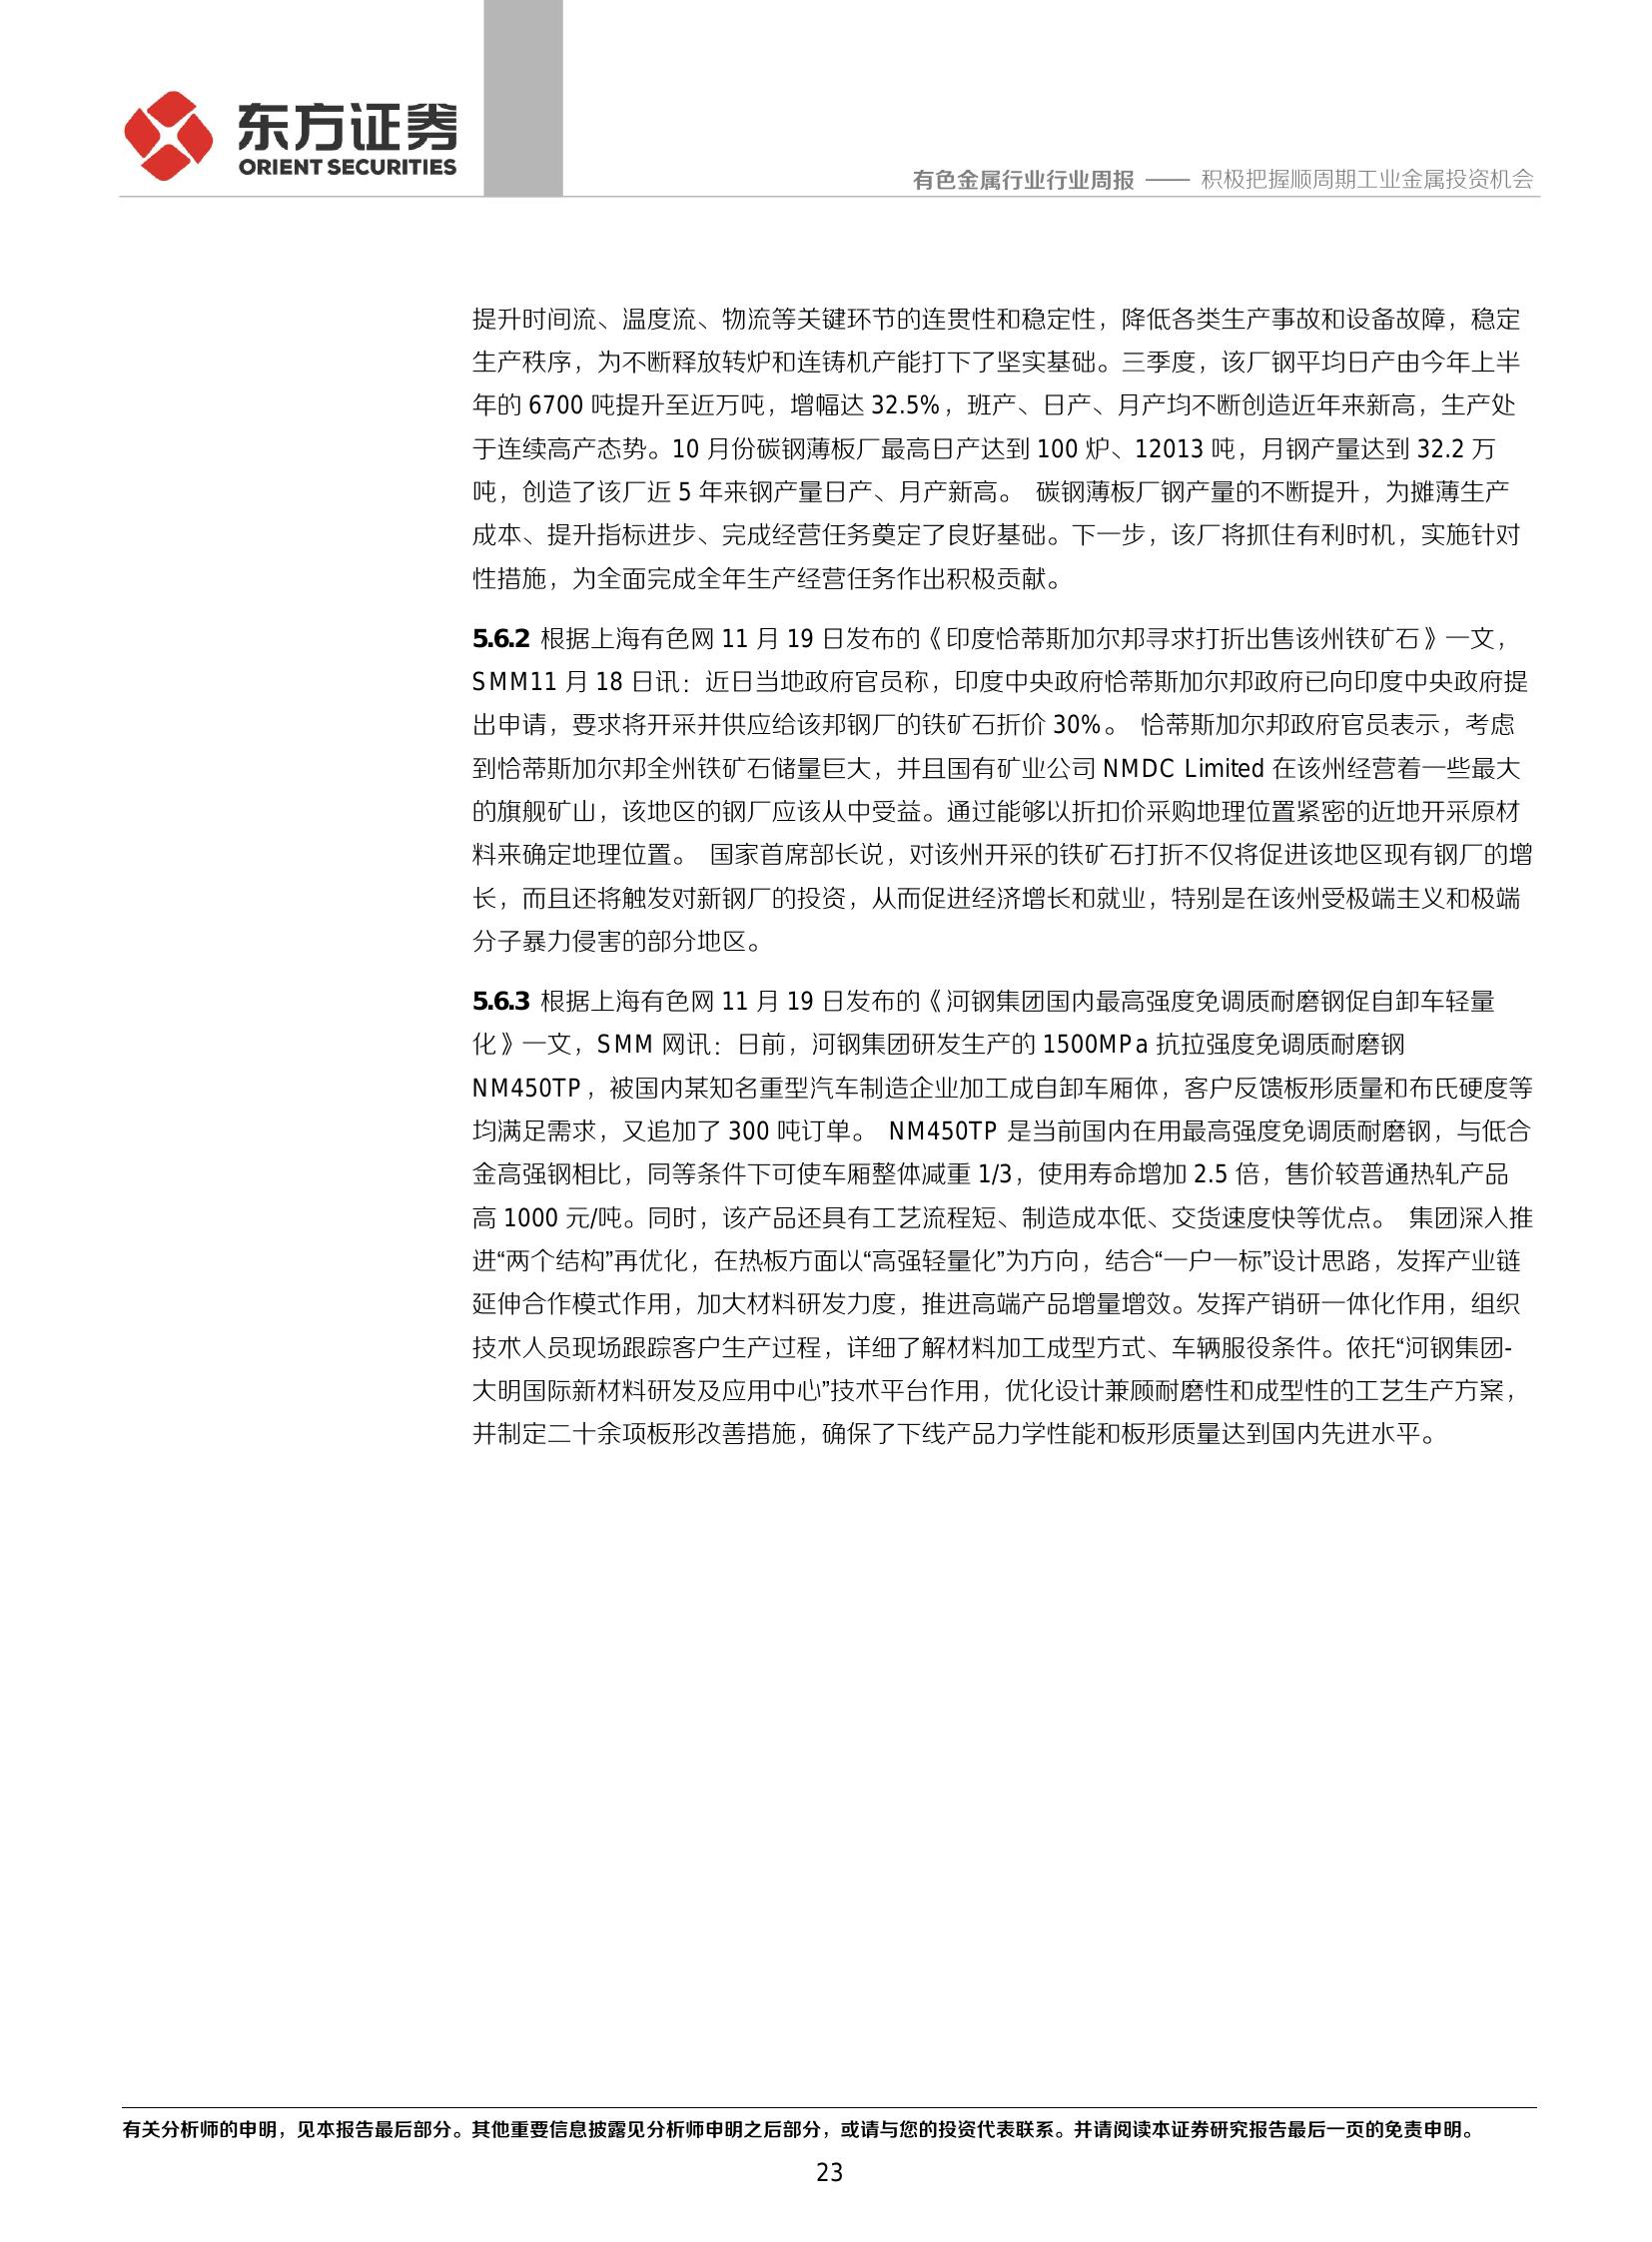 东方证券
ORIENT SECURITIES
有色金属行业行业周报 —— 积极把握顺周期工业金属投资机会
提升时间流、温度流、物流等关键环节的连贯性和稳定性，降低各类生产事故和设备故障，稳定
生产秩序，为不断释放转炉和连铸机产能打下了坚实基础。三季度，该厂钢平均日产由今年上半
年的 6700 吨提升至近万吨，增幅达 32.5%，班产、日产、月产均不断创造近年来新高，生产处
于连续高产态势。10 月份碳钢薄板厂最高日产达到 100 炉、12013 吨，月钢产量达到 32.2 万
吨，创造了该厂近 5 年来钢产量日产、月产新高。 碳钢薄板厂钢产量的不断提升，为摊薄生产
成本、提升指标进步、完成经营任务奠定了良好基础。下一步，该厂将抓住有利时机，实施针对
性措施，为全面完成全年生产经营任务作出积极贡献。
5.6.2 根据上海有色网 11 月 19 日发布的《印度恰蒂斯加尔邦寻求打折出售该州铁矿石》一文，
SMM11 月 18 日讯：近日当地政府官员称，印度中央政府恰蒂斯加尔邦政府已向印度中央政府提
出申请，要求将开采并供应给该邦钢厂的铁矿石折价 30%。 恰蒂斯加尔邦政府官员表示，考虑
到恰蒂斯加尔邦全州铁矿石储量巨大，并且国有矿业公司 NMDC Limited 在该州经营着一些最大
的旗舰矿山，该地区的钢厂应该从中受益。通过能够以折扣价采购地理位置紧密的近地开采原材
料来确定地理位置。 国家首席部长说，对该州开采的铁矿石打折不仅将促进该地区现有钢厂的增
长，而且还将触发对新钢厂的投资，从而促进经济增长和就业，特别是在该州受极端主义和极端
分子暴力侵害的部分地区。
5.6.3 根据上海有色网 11 月 19 日发布的《河钢集团国内最高强度免调质耐磨钢促自卸车轻量
化》一文，SMM 网讯：日前，河钢集团研发生产的 1500MPa 抗拉强度免调质耐磨钢
NM450TP，被国内某知名重型汽车制造企业加工成自卸车厢体，客户反馈板形质量和布氏硬度等
均满足需求，又追加了 300 吨订单。 NM450TP 是当前国内在用最高强度免调质耐磨钢，与低合
金高强钢相比，同等条件下可使车厢整体减重 1/3，使用寿命增加 2.5 倍，售价较普通热轧产品
高 1000 元/吨。同时，该产品还具有工艺流程短、制造成本低、交货速度快等优点。 集团深入推
进“两个结构”再优化，在热板方面以“高强轻量化”为方向，结合“一户一标”设计思路，发挥产业链
延伸合作模式作用，加大材料研发力度，推进高端产品增量增效。发挥产销研一体化作用，组织
技术人员现场跟踪客户生产过程，详细了解材料加工成型方式、车辆服役条件。依托“河钢集团-
大明国际新材料研发及应用中心”技术平台作用，优化设计兼顾耐磨性和成型性的工艺生产方案，
并制定二十余项板形改善措施，确保了下线产品力学性能和板形质量达到国内先进水平。
有关分析师的申明，见本报告最后部分。其他重要信息披露见分析师申明之后部分，或请与您的投资代表联系。并请阅读本证券研究报告最后一页的免责申明。
23